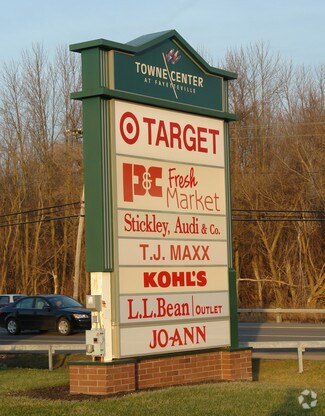 TOWNE CENTER
AT FAYETTEVILLE
TARGET
P&C Fresh
Market
Stickley, Audi & Co.
T.J. MAXX
KOHL'S
L.L.Bean OUTLET
JO-ANN